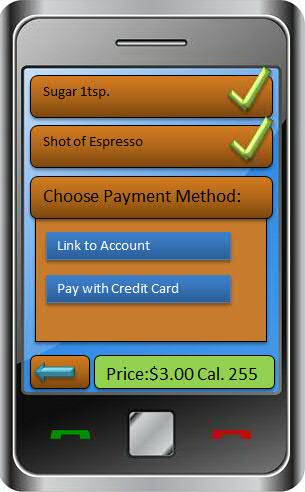 Sugar 1tsp.
Shot of Espresso
Choose Payment Method:
Link to Account
Pay with Credit Card
Price:$3.00 Cal. 255